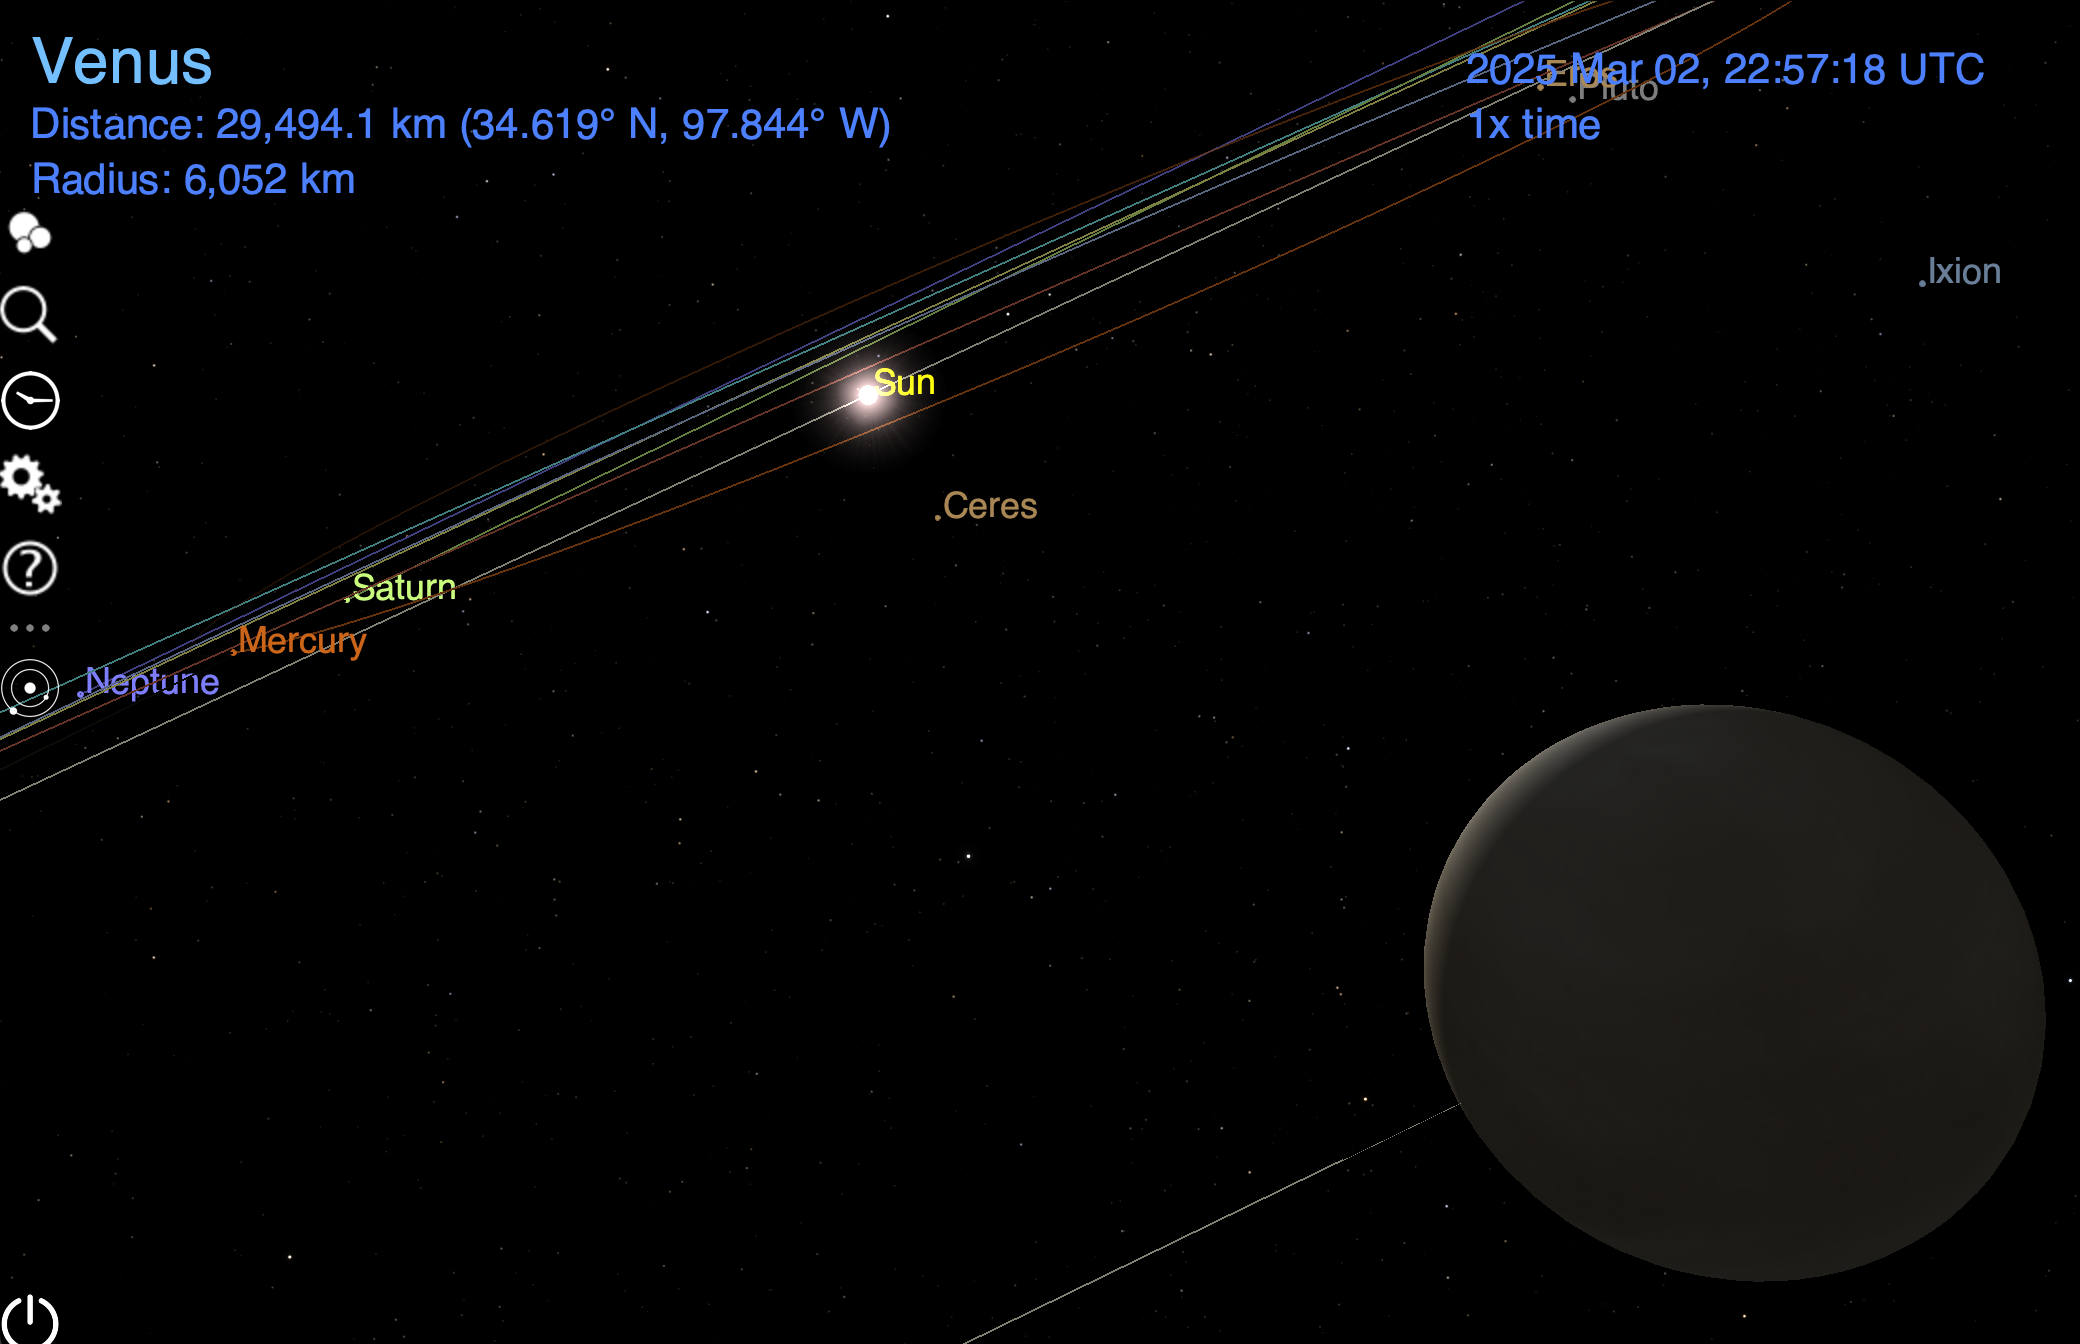 Venus
Distance: 29,494.1 km (34.619° N, 97.844° W)
Radius: 6,052 km
2025 Mar 02, 22:57:18 UTC
Eris
Pluto
1x time
Ixion
Sun
Ceres
Saturn
Mercury
Neptune